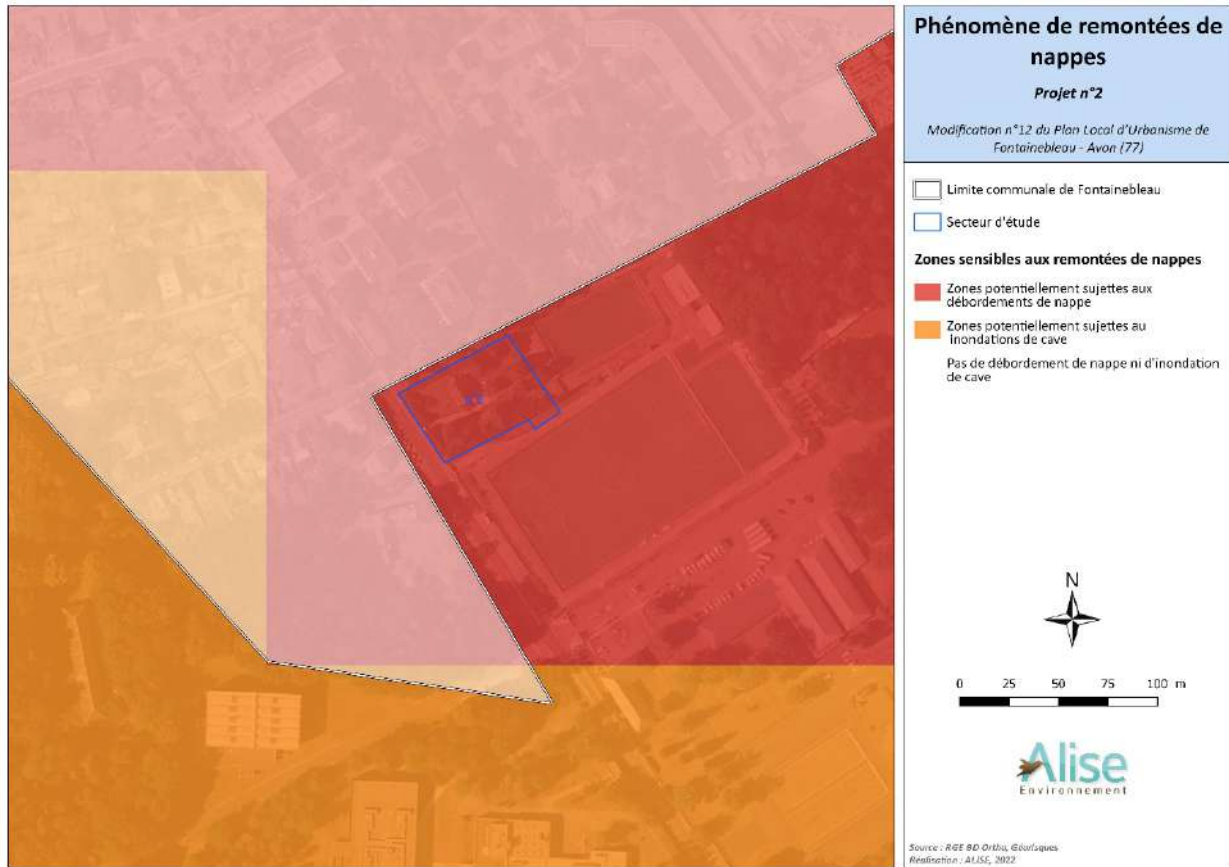 Phénomène de remontées de
nappes
Projet n°2
Modification n°12 du Plan Local d'Urbanisme de
Fontainebleau - Avon (77)
Limite communale de Fontainebleau
Secteur d'étude
Zones sensibles aux remontées de nappes
Zones potentiellement sujettes aux
débordements de nappe
Zones potentiellement sujettes au
inondations de cave
Pas de débordement de nappe ni d'inondation
de cave
N
0 25 50 75 100 m
Alise
Environnement
Source : RGE BD Ortho, Géorisques
Réalisation : ALISE, 2022